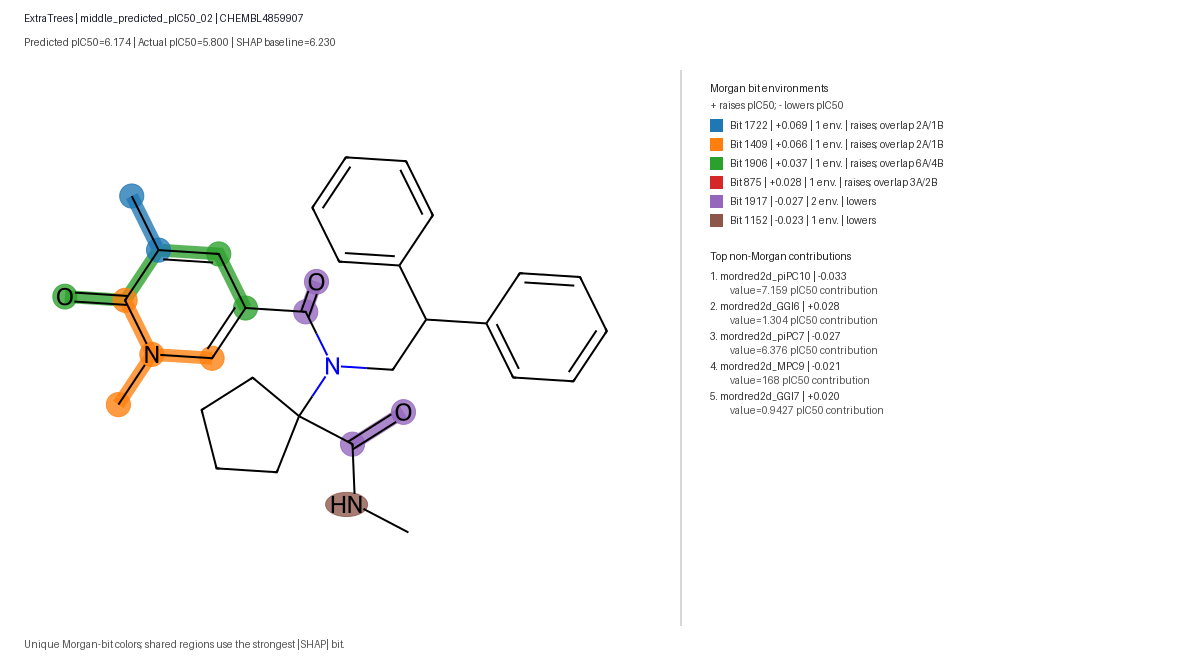 ExtraTrees | middle_predicted_pIC50_02 | CHEMBL4859907
Predicted pIC50=6.174 | Actual pIC50=5.800 | SHAP baseline=6.230
Morgan bit environments
+ raises pIC50; - lowers pIC50
Bit 1722 | +0.069 | 1 env. | raises; overlap 2A/1B
Bit 1409 | +0.066 | 1 env. | raises; overlap 2A/1B
Bit 1906 | +0.037 | 1 env. | raises; overlap 6A/4B
Bit 875 | +0.028 | 1 env. | raises; overlap 3A/2B
Bit 1917 | -0.027 | 2 env. | lowers
Bit 1152 | -0.023 | 1 env. | lowers
Top non-Morgan contributions
1. mordred2d_piPC10 | -0.033
value=7.159 pIC50 contribution
2. mordred2d_GGI6 | +0.028
value=1.304 pIC50 contribution
3. mordred2d_piPC7 | -0.027
value=6.376 pIC50 contribution
4. mordred2d_MPC9 | -0.021
value=168 pIC50 contribution
5. mordred2d_GGI7 | +0.020
value=0.9427 pIC50 contribution
O
O
N
N
O
HN
Unique Morgan-bit colors; shared regions use the strongest |SHAP| bit.